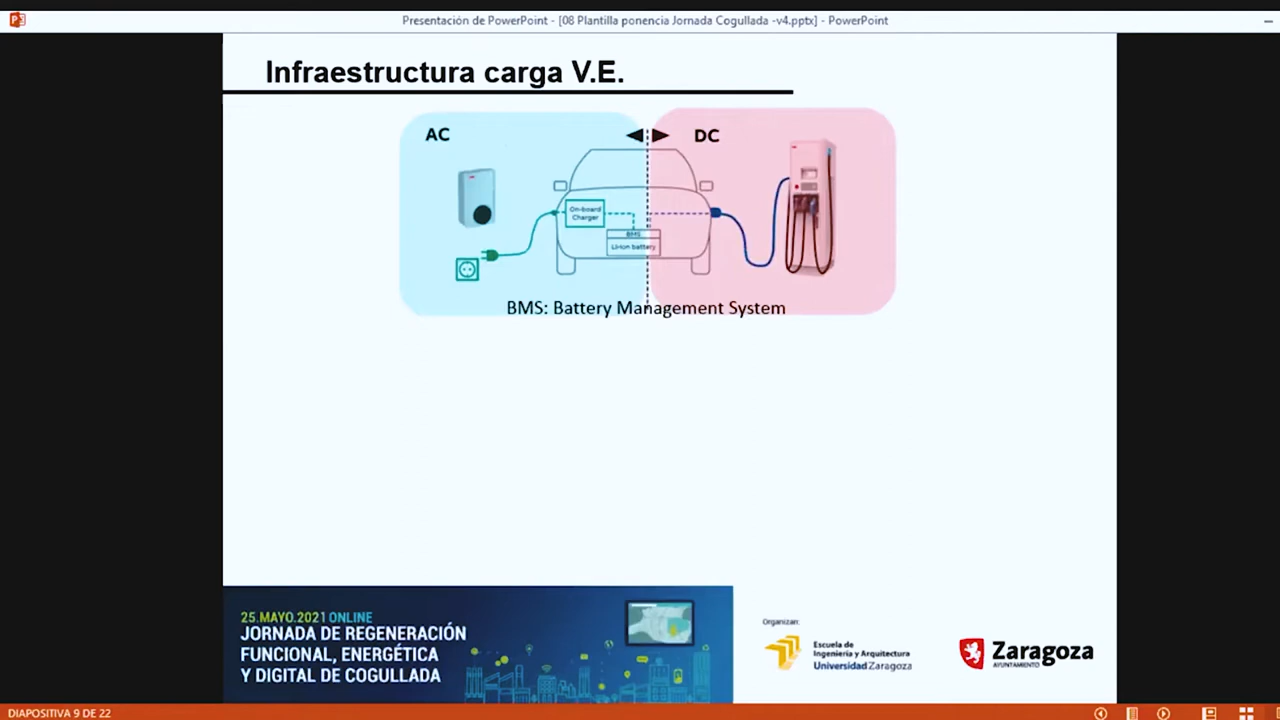 Presentación de PowerPoint - [08 Plantilla ponencia Jornada Cogullada -v4.pptx] - PowerPoint
Infraestructura carga V.E.
AC
DC
On-board
Charger
BMS
Li-Ion battery
BMS: Battery Management System
25.MAYO.2021 ONLINE
JORNADA DE REGENERACIÓN
FUNCIONAL, ENERGÉTICA
Y DIGITAL DE COGULLADA
Organizan:
Escuela de
Ingeniería y Arquitectura
Universidad Zaragoza
Zaragoza
AYUNTAMIENTO
DIAPOSITIVA 9 DE 22